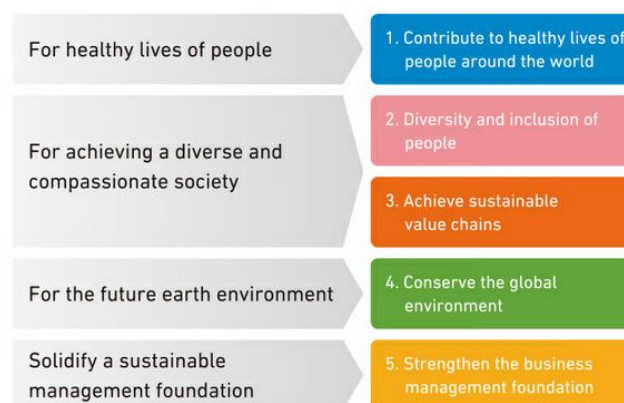 For healthy lives of people
1. Contribute to healthy lives of
people around the world
For achieving a diverse and
compassionate society
2. Diversity and inclusion of
people
3. Achieve sustainable
value chains
For the future earth environment
4. Conserve the global
environment
Solidify a sustainable
management foundation
5. Strengthen the business
management foundation